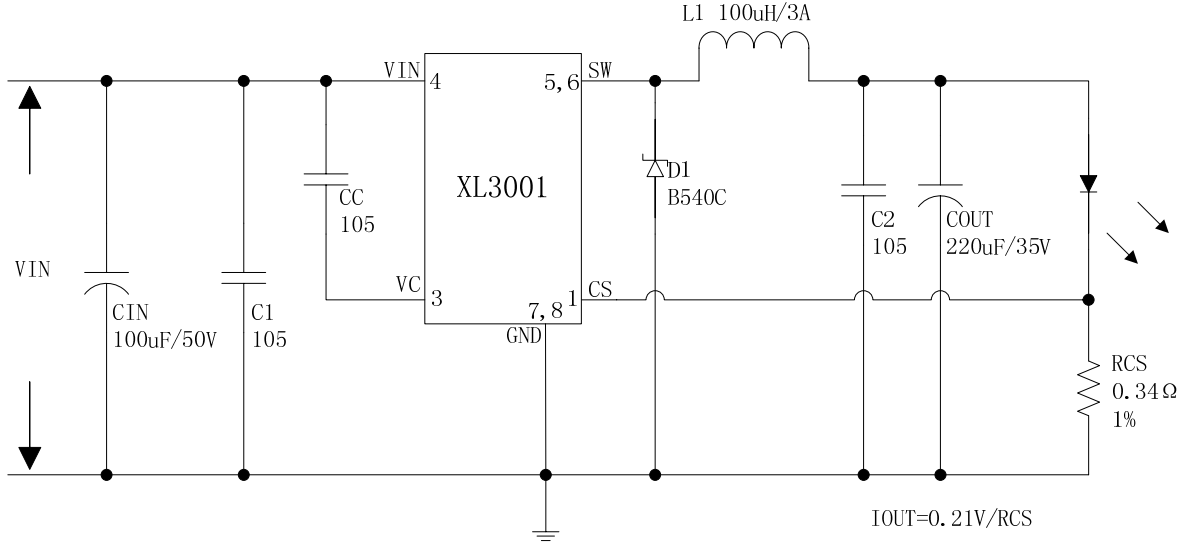 L1 100uH/3A
VIN
4
5,6
SW
XL3001
D1
B540C
CC
105
C2
105
COUT
220uF/35V
VIN
VC
3
1
CS
7,8
GND
CIN
100uF/50V
C1
105
RCS
0.34Ω
1%
IOUT=0.21V/RCS